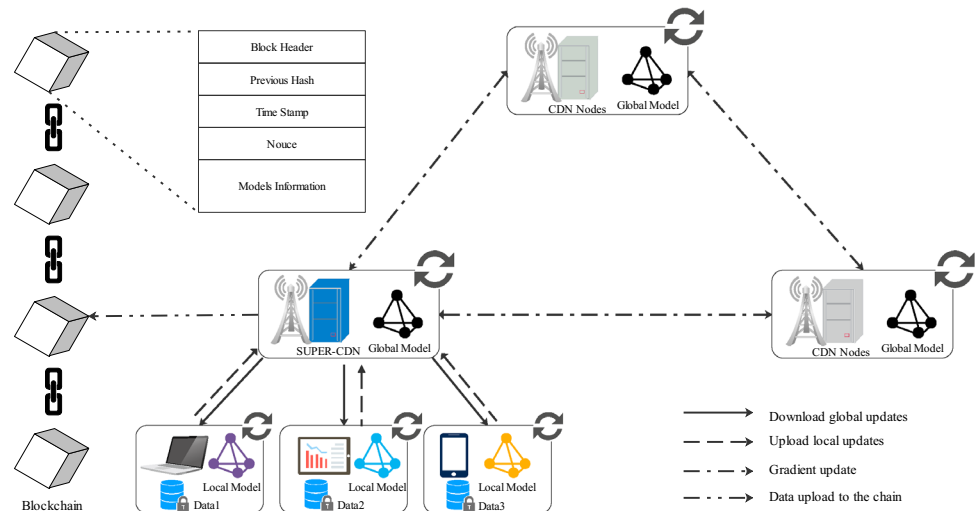 Block Header
Previous Hash
Time Stamp
Nouce
Models Information
CDN Nodes
Global Model
SUPER-CDN
Global Model
CDN Nodes
Global Model
Local Model
Data1
Local Model
Data2
Local Model
Data3
Blockchain
Download global updates
Upload local updates
Gradient update
Data upload to the chain